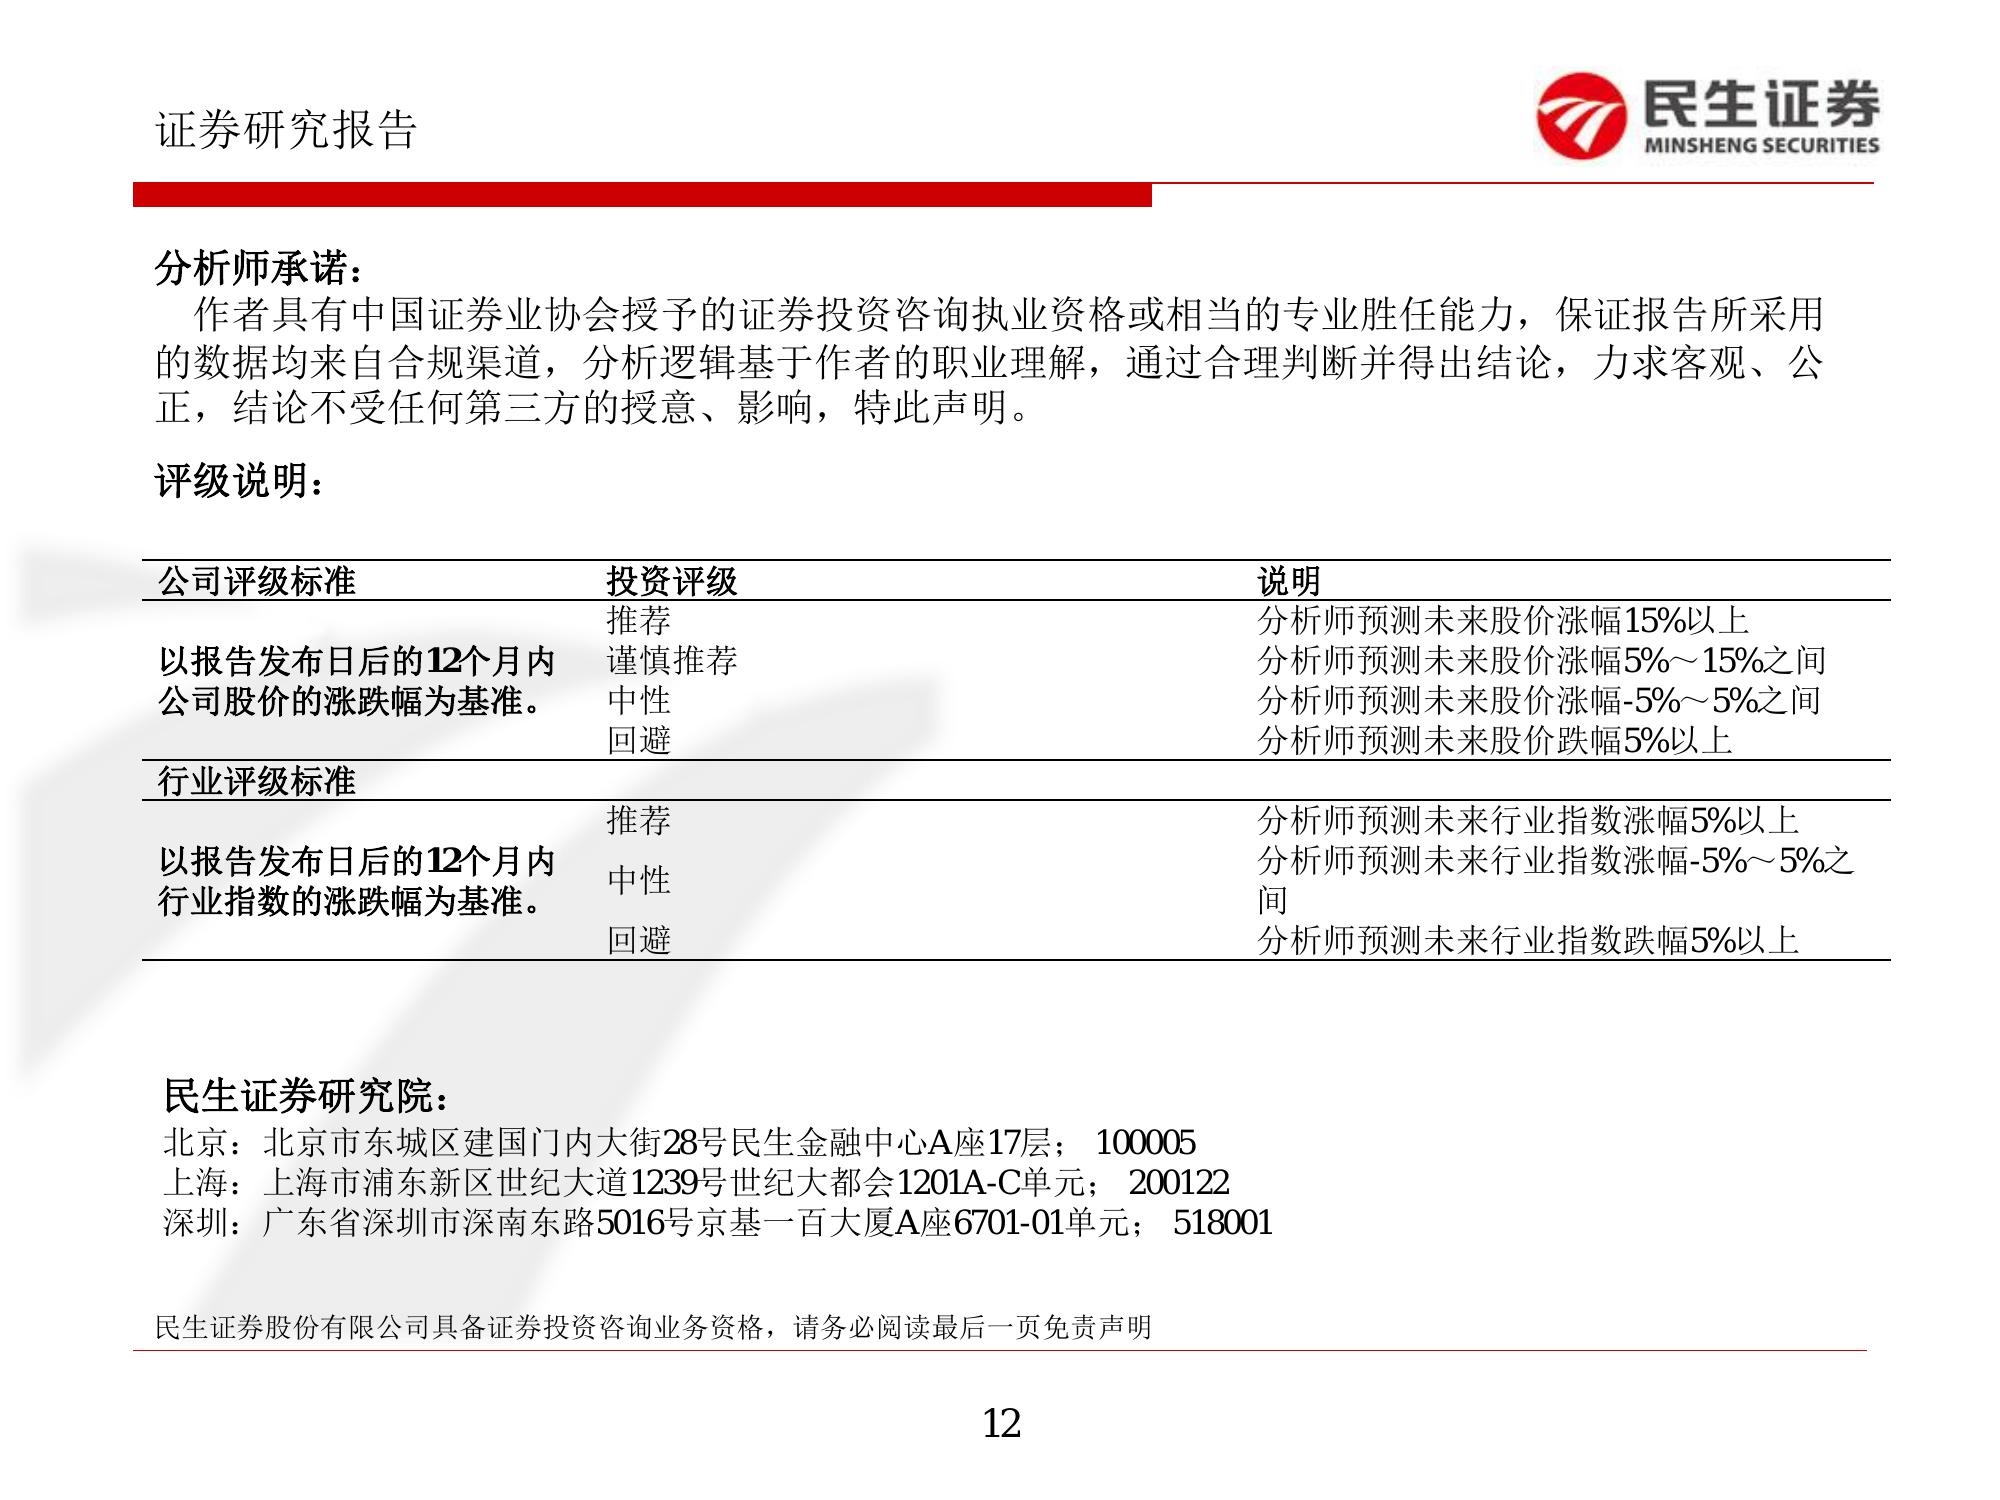 证券研究报告
民生证券
MINSHENG SECURITIES
分析师承诺：
作者具有中国证券业协会授予的证券投资咨询执业资格或相当的专业胜任能力，保证报告所采用
的数据均来自合规渠道，分析逻辑基于作者的职业理解，通过合理判断并得出结论，力求客观、公
正，结论不受任何第三方的授意、影响，特此声明。
评级说明：
公司评级标准 投资评级 说明
推荐 分析师预测未来股价涨幅15%以上
以报告发布日后的12个月内 谨慎推荐 分析师预测未来股价涨幅5%～15%之间
公司股价的涨跌幅为基准。 中性 分析师预测未来股价涨幅-5%～5%之间
回避 分析师预测未来股价跌幅5%以上
行业评级标准
推荐 分析师预测未来行业指数涨幅5%以上
以报告发布日后的12个月内
行业指数的涨跌幅为基准。
中性
分析师预测未来行业指数涨幅-5%～5%之
间
回避 分析师预测未来行业指数跌幅5%以上
民生证券研究院：
北京：北京市东城区建国门内大街28号民生金融中心A座17层； 100005
上海：上海市浦东新区世纪大道1239号世纪大都会1201A-C单元； 200122
深圳：广东省深圳市深南东路5016号京基一百大厦A座6701-01单元； 518001
民生证券股份有限公司具备证券投资咨询业务资格，请务必阅读最后一页免责声明
12